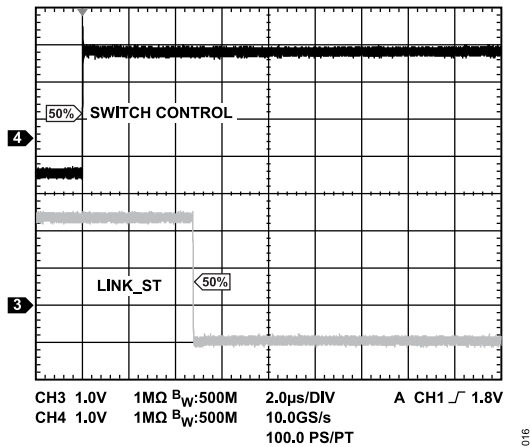 50% SWITCH CONTROL
4
LINK_ST 50%
3
CH3 1.0V 1MΩ BW:500M 2.0µs/DIV A CH1 1.8V
CH4 1.0V 1MΩ BW:500M 10.0GS/s
100.0 PS/PT
016